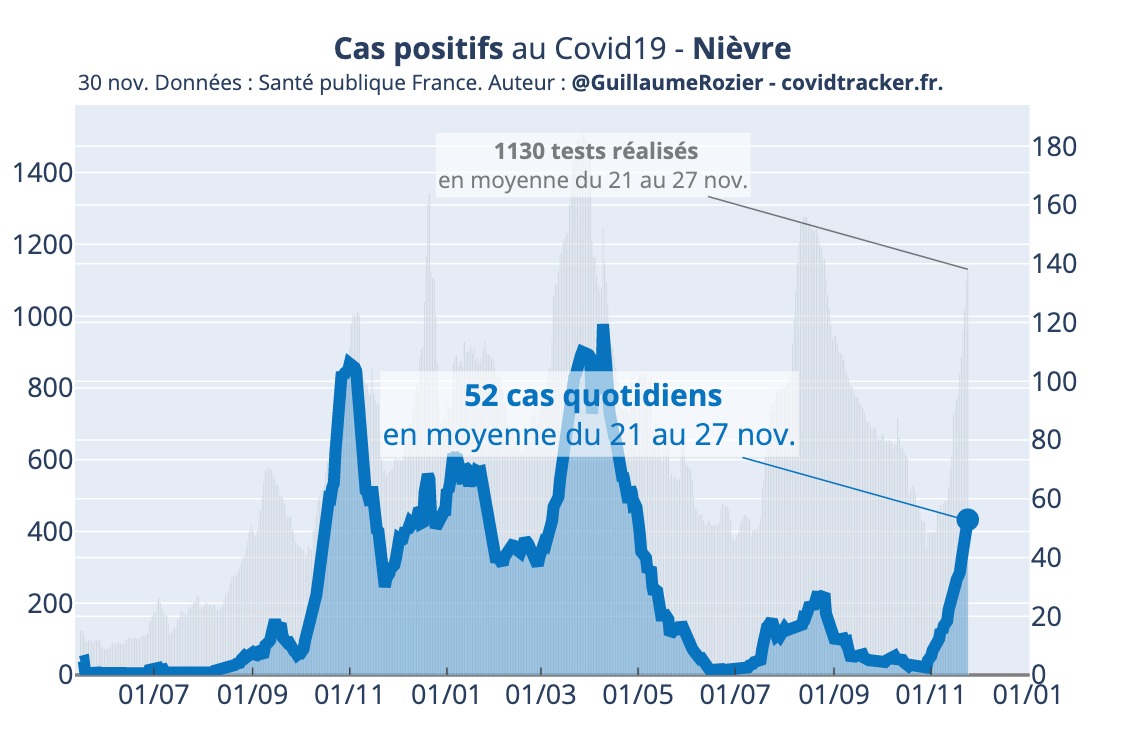 Cas positifs au Covid19 - Nièvre
30 nov. Données : Santé publique France. Auteur : @GuillaumeRozier - covidtracker.fr.
1130 tests réalisés
en moyenne du 21 au 27 nov.
52 cas quotidiens
en moyenne du 21 au 27 nov.
1400
1200
1000
800
600
400
200
0
180
160
140
120
100
80
60
40
20
0
01/07 01/09 01/11 01/01 01/03 01/05 01/07 01/09 01/11 01/01